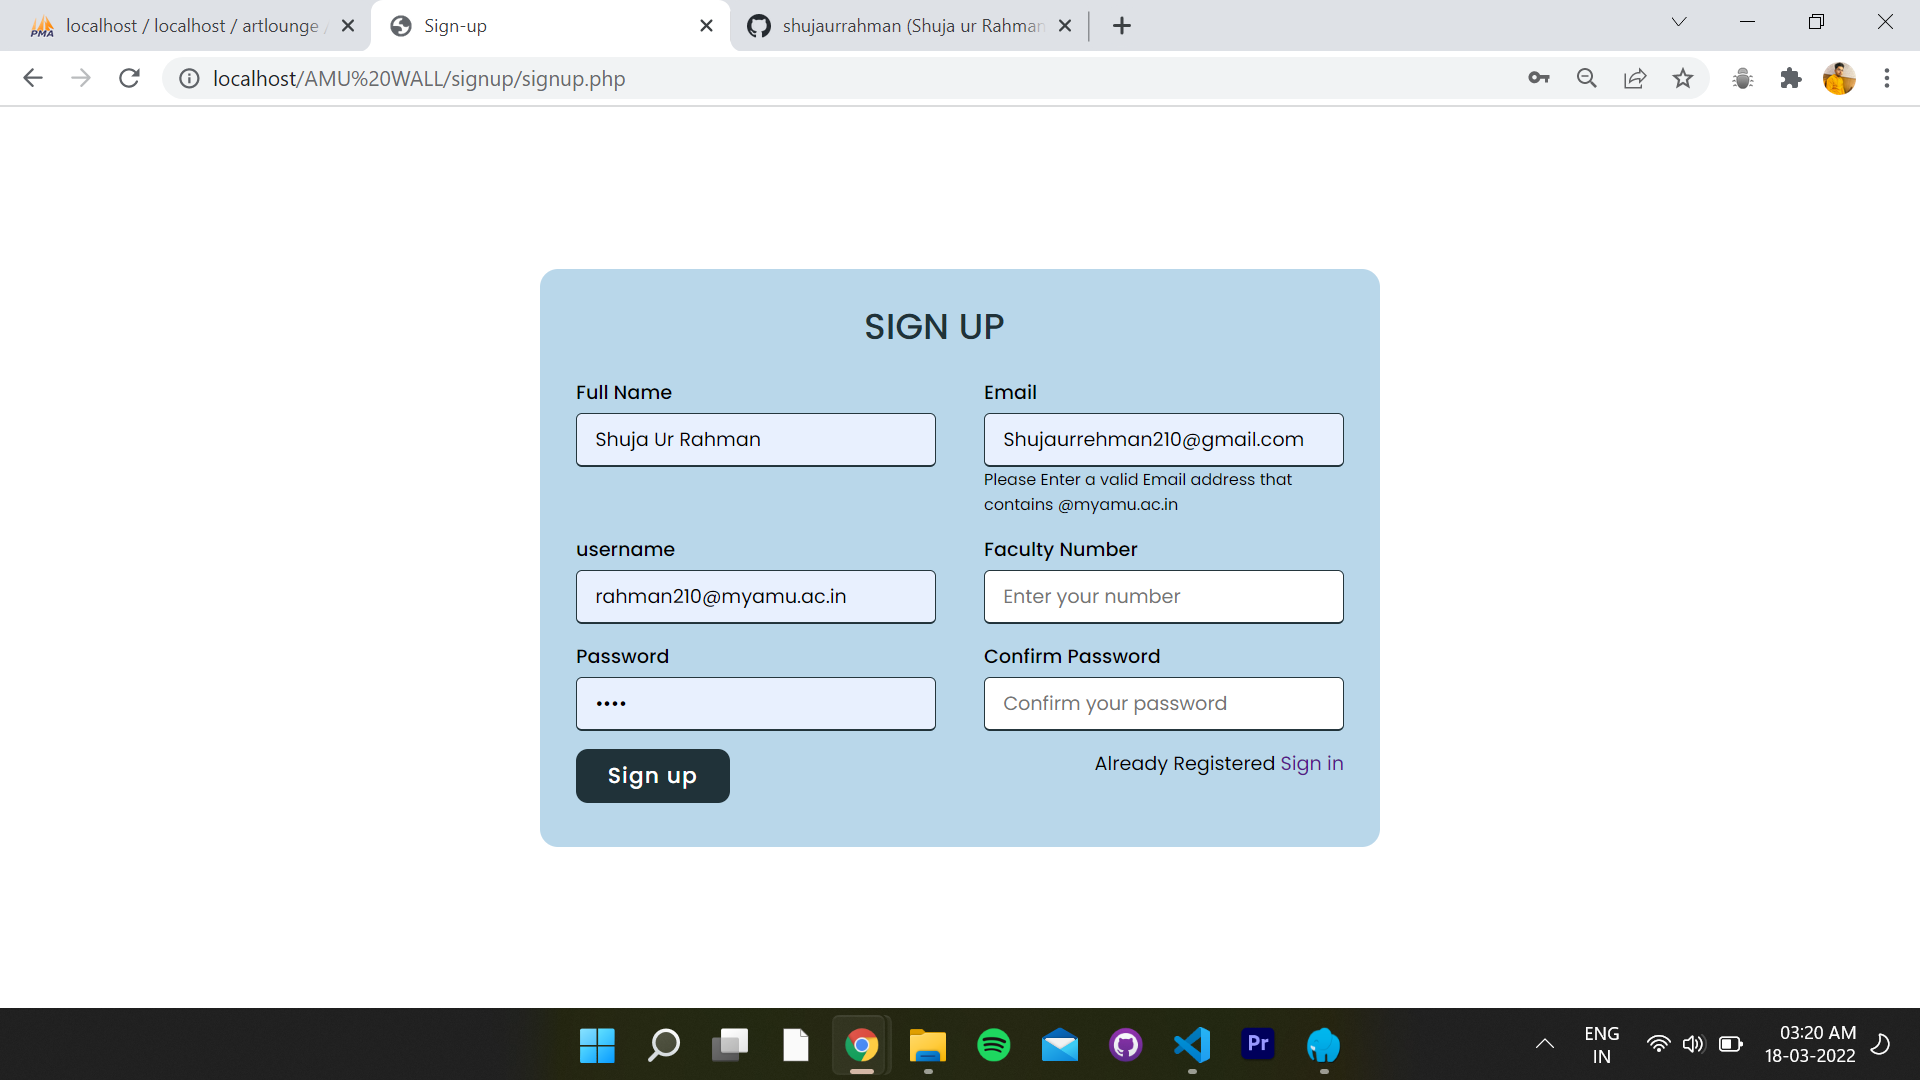 localhost / localhost / artlounge /
Sign-up
shujaurrahman (Shuja ur Rahman
localhost/AMU%20WALL/signup/signup.php
SIGN UP
Full Name
Email
Shuja Ur Rahman
Shujaurrehman210@gmail.com
Please Enter a valid Email address that
contains @myamu.ac.in
username
Faculty Number
rahman210@myamu.ac.in
Enter your number
Password
Confirm Password
••••
Confirm your password
Sign up
Already Registered Sign in
PMA
Pr
ENG
IN
03:20 AM
18-03-2022